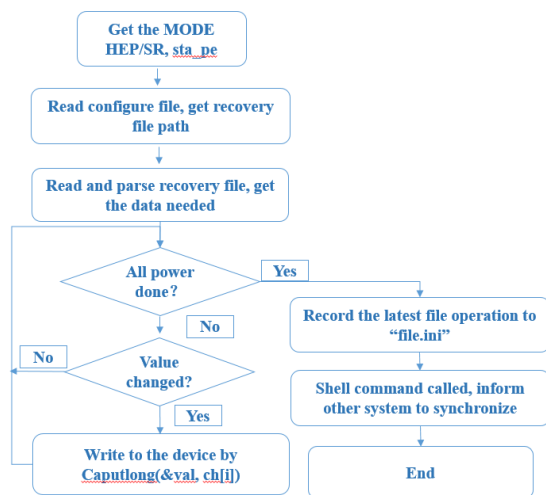 Get the MODE
HEP/SR, sta_pe
Read configure file, get recovery
file path
Read and parse recovery file, get
the data needed
All power
done?
Yes
No
Record the latest file operation to
“file.ini”
Value
changed?
No
Yes
Shell command called, inform
other system to synchronize
Write to the device by
Caputlong(&val, ch[i])
End